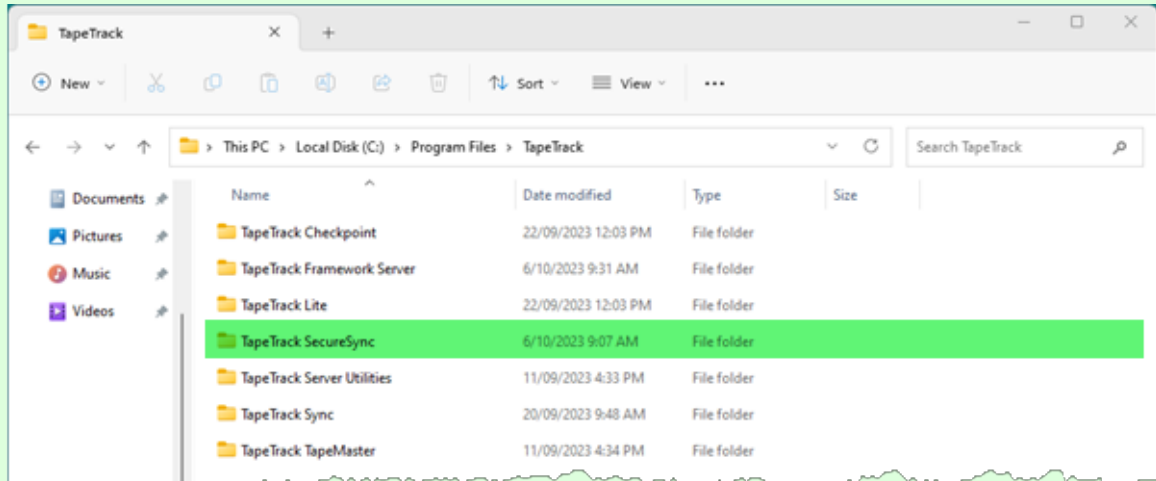 TapeTrack
New Sort View
This PC > Local Disk (C:) > Program Files > TapeTrack Search TapeTrack
Name Date modified Type Size
Documents
Pictures
Music
Videos
TapeTrack Checkpoint 22/09/2023 12:03 PM File folder
TapeTrack Framework Server 6/10/2023 9:31 AM File folder
TapeTrack Lite 22/09/2023 12:03 PM File folder
TapeTrack SecureSync 6/10/2023 9:07 AM File folder
TapeTrack Server Utilities 11/09/2023 4:33 PM File folder
TapeTrack Sync 20/09/2023 9:48 AM File folder
TapeTrack TapeMaster 11/09/2023 4:34 PM File folder